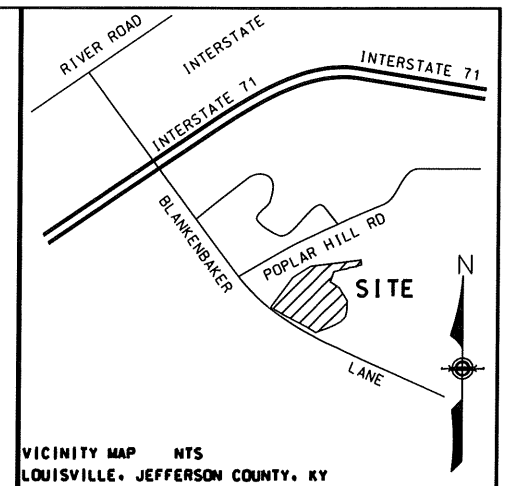 RIVER ROAD
INTERSTATE
INTERSTATE 71
INTERSTATE 71
BLANKENBAKER
POPLAR HILL RD
N
SITE
LANE
VICINITY MAP NTS
LOUISVILLE, JEFFERSON COUNTY, KY